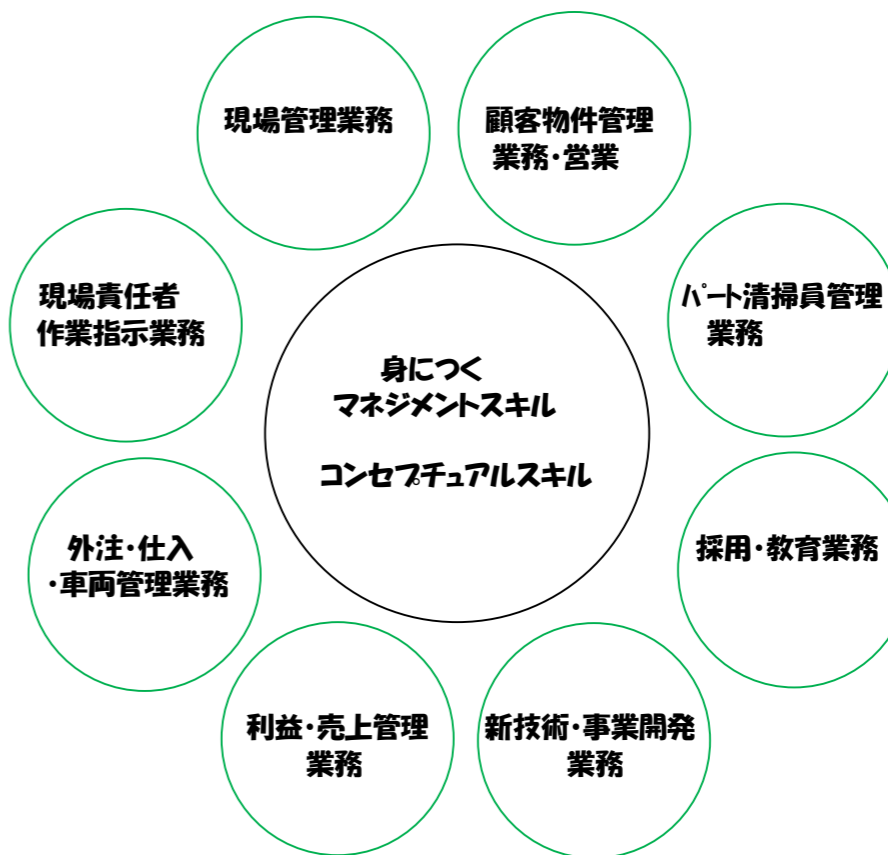 現場管理業務
顧客物件管理
業務・営業
現場責任者
作業指示業務
パート清掃員管理
業務
身につく
マネジメントスキル
コンセプチュアルスキル
外注・仕入
・車両管理業務
採用・教育業務
利益・売上管理
業務
新技術・事業開発
業務